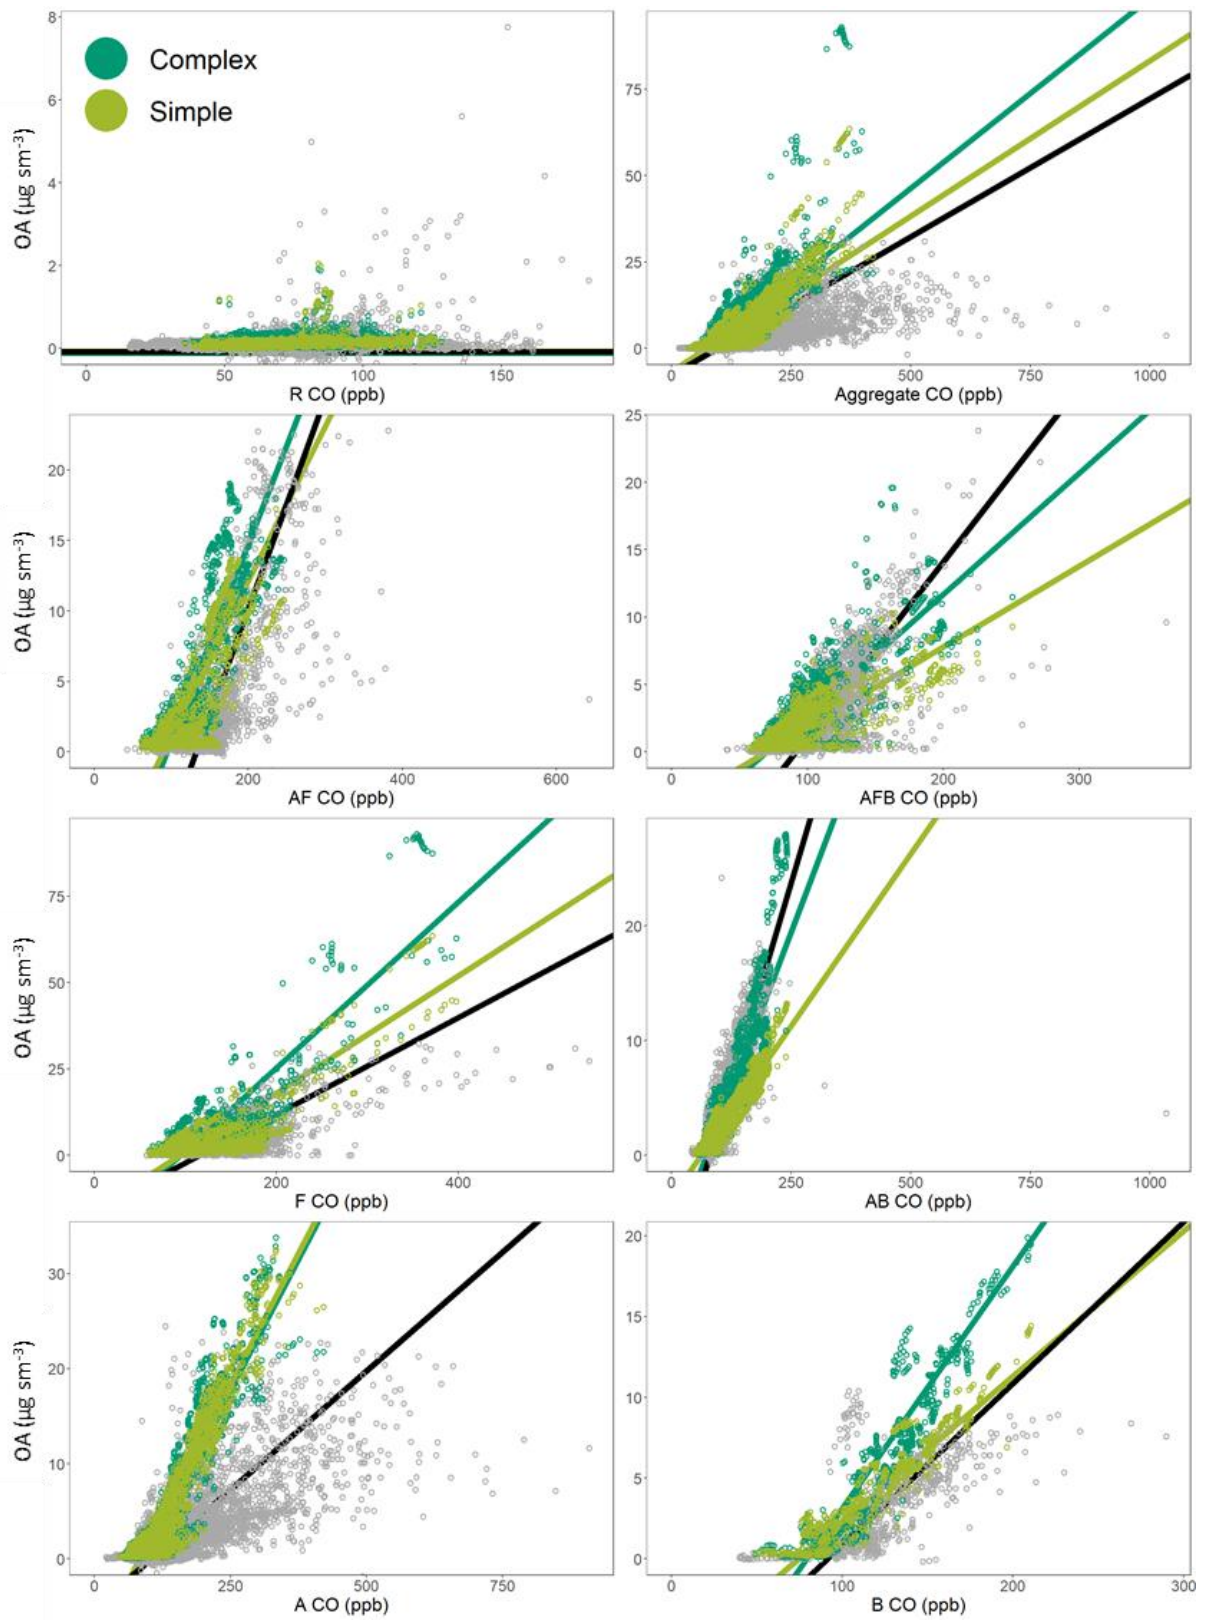 8
6
4
2
0
OA (µg sm⁻³)
Complex
Simple
0 50 100 150
R CO (ppb)
75
50
25
0
0 250 500 750 1000
Aggregate CO (ppb)
20
15
10
5
0
OA (µg sm⁻³)
0 200 400 600
AF CO (ppb)
25
20
15
10
5
0
0 100 200 300
AFB CO (ppb)
75
50
25
0
OA (µg sm⁻³)
0 200 400
F CO (ppb)
20
10
0
0 250 500 750 1000
AB CO (ppb)
30
20
10
0
OA (µg sm⁻³)
0 250 500 750
A CO (ppb)
20
15
10
5
0
0 100 200 300
B CO (ppb)